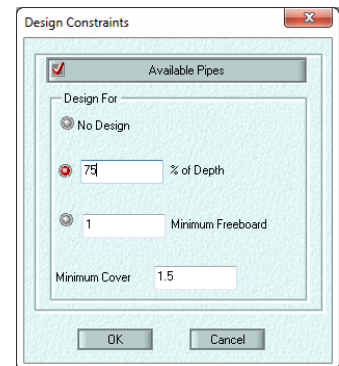 Design Constraints
Available Pipes
Design For
No Design
75 % of Depth
1 Minimum Freeboard
Minimum Cover 1.5
OK Cancel